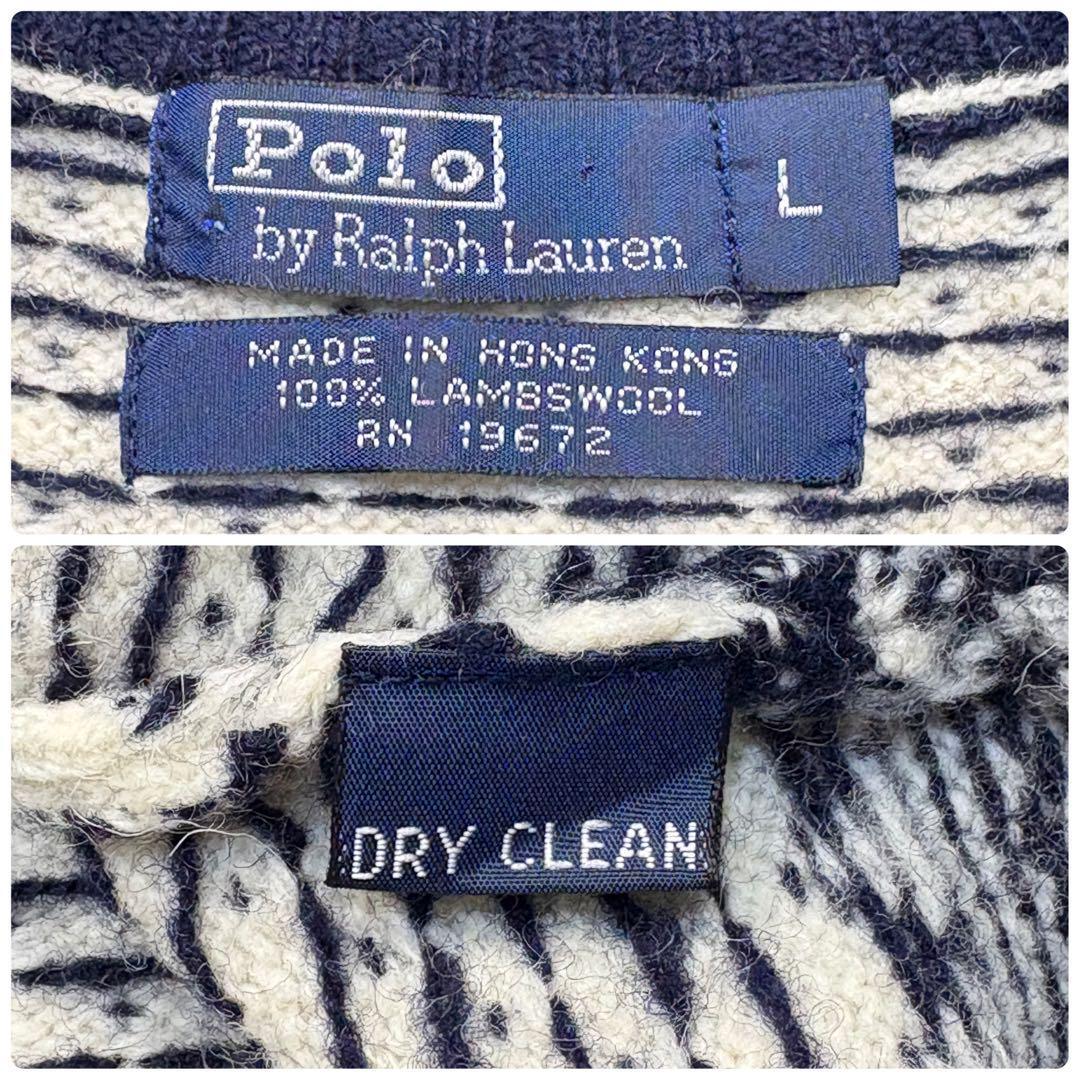 Polo
by Ralph Lauren
L
MADE IN HONG KONG
100% LAMBSWOOL
RN 19672
DRY CLEAN